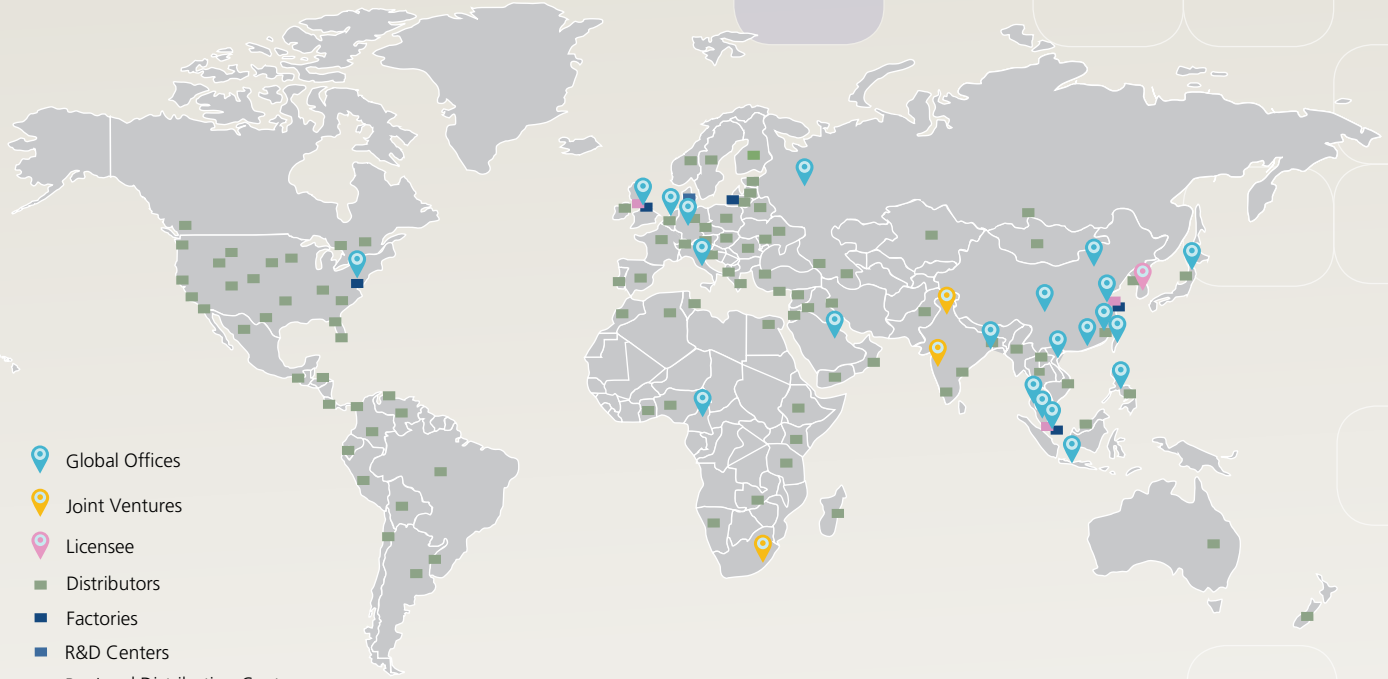 Global Offices
Joint Ventures
Licensee
Distributors
Factories
R&D Centers